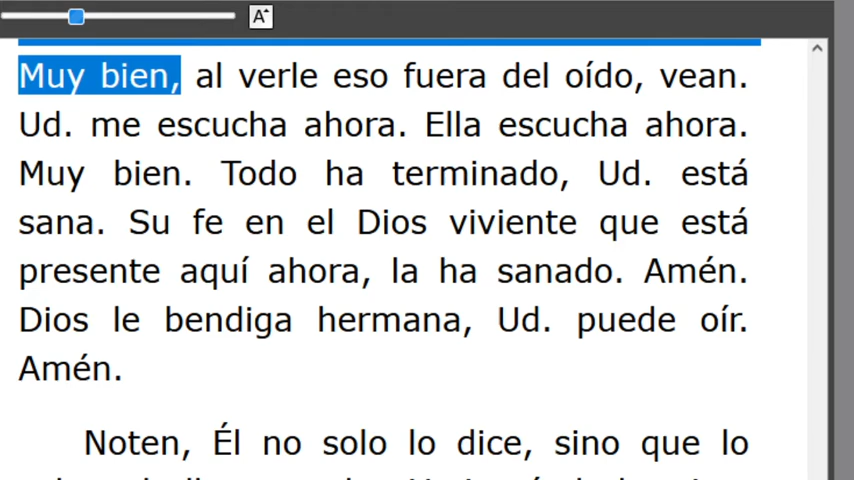 A
Muy bien, al verle eso fuera del oído, vean.
Ud. me escucha ahora. Ella escucha ahora.
Muy bien. Todo ha terminado, Ud. está
sana. Su fe en el Dios viviente que está
presente aquí ahora, la ha sanado. Amén.
Dios le bendiga hermana, Ud. puede oír.
Amén.
Noten, Él no solo lo dice, sino que lo